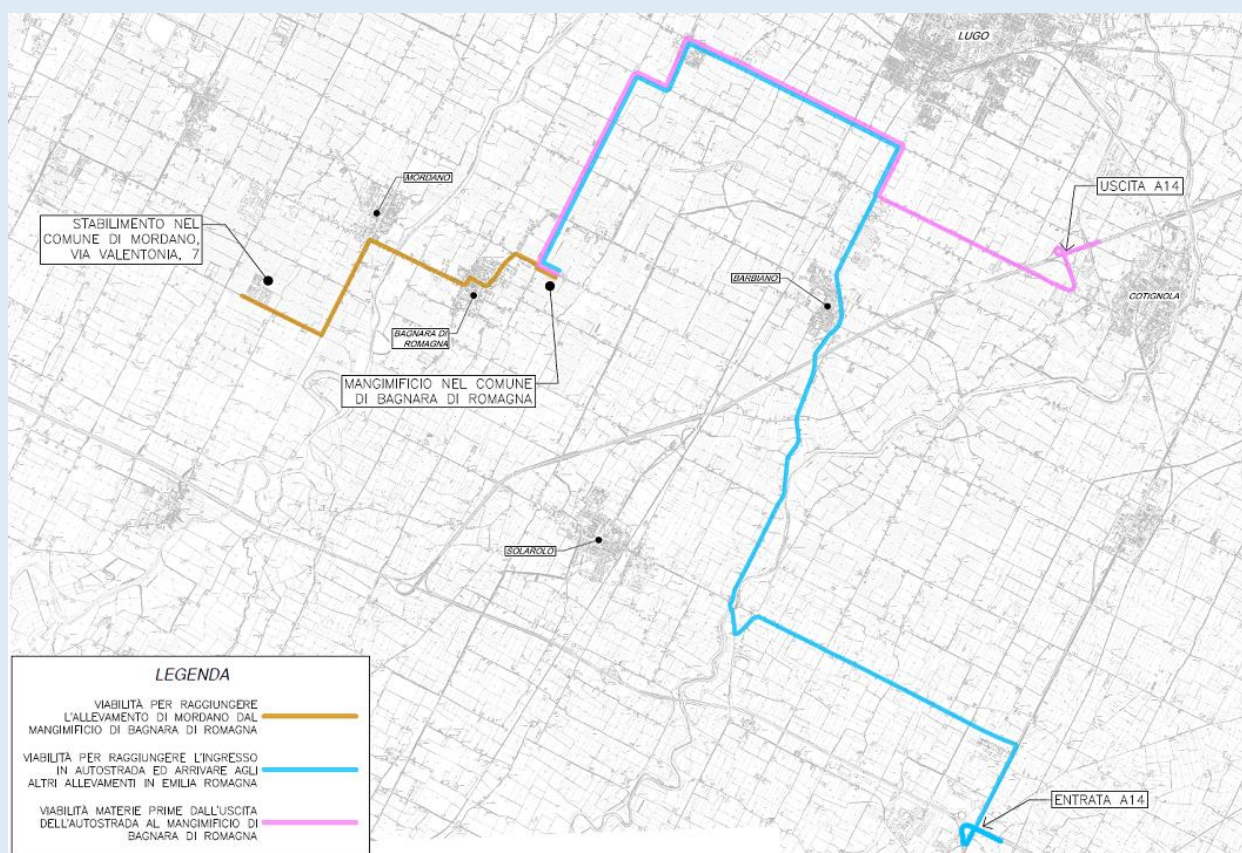 LUGO
MORDANO
STABILIMENTO NEL
COMUNE DI MORDANO,
VIA VALENTONIA, 7
USCITA A14
BARBIANO
COTIGNOLA
BAGNARA DI
ROMAGNA
MANGIMIFICIO NEL COMUNE
DI BAGNARA DI ROMAGNA
SOLAROLO
ENTRATA A14
LEGENDA
VIABILITÀ PER RAGGIUNGERE
L'ALLEVAMENTO DI MORDANO DAL
MANGIMIFICIO DI BAGNARA DI ROMAGNA
VIABILITÀ PER RAGGIUNGERE L'INGRESSO
IN AUTOSTRADA ED ARRIVARE AGLI
ALTRI ALLEVAMENTI IN EMILIA ROMAGNA
VIABILITÀ MATERIE PRIME DALL'USCITA
DELL'AUTOSTRADA AL MANGIMIFICIO DI
BAGNARA DI ROMAGNA